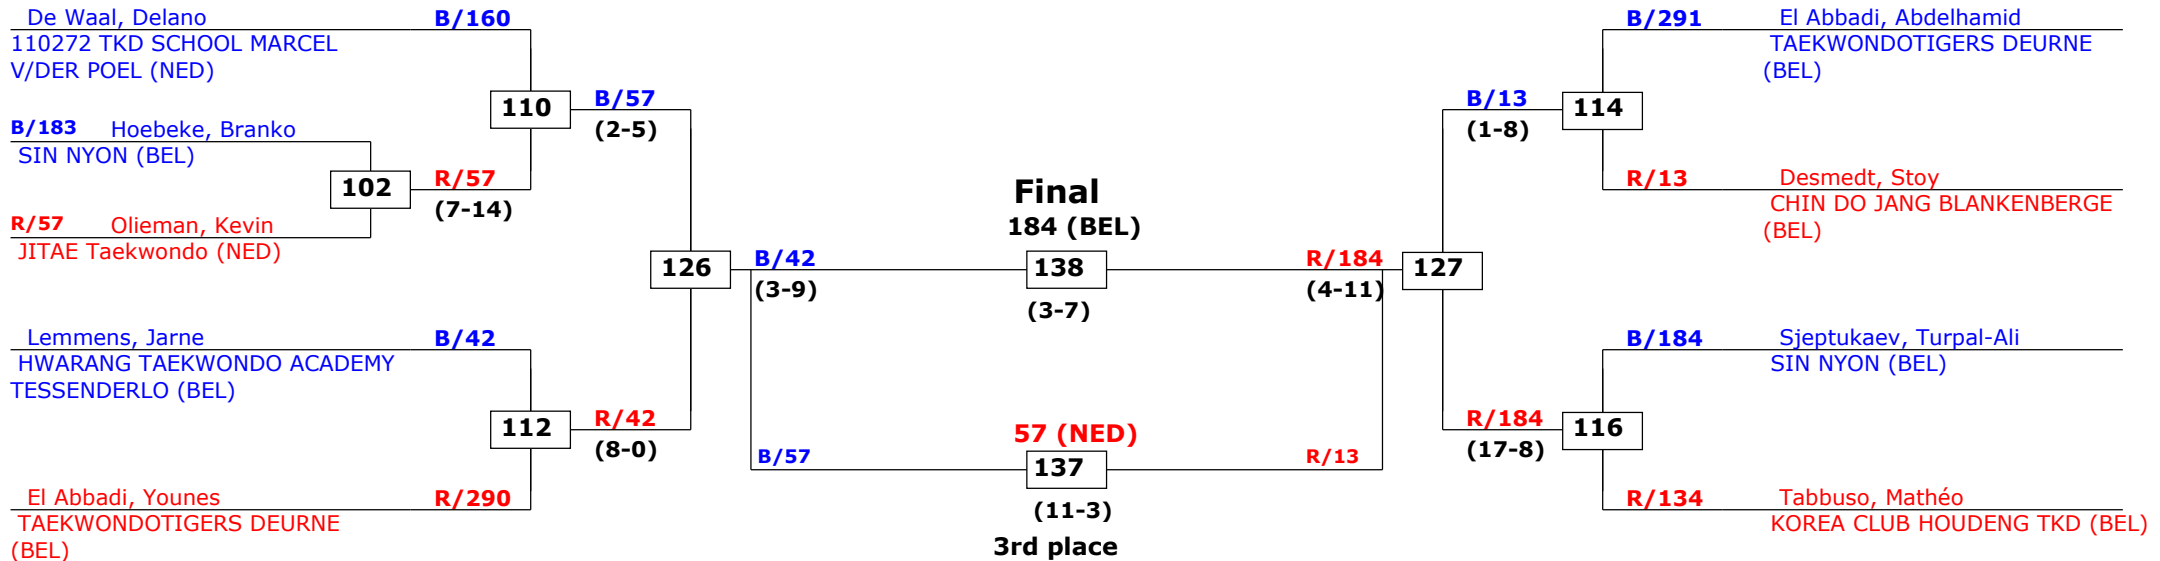 De Waal, Delano
B/160
110272 TKD SCHOOL MARCEL
V/DER POEL (NED)
110
B/57
(2-5)
B/183
Hoebeke, Branko
SIN NYON (BEL)
102
R/57
(7-14)
R/57
Olieman, Kevin
JITAE Taekwondo (NED)
126
B/42
(3-9)
Lemmens, Jarne
B/42
HWARANG TAEKWONDO ACADEMY
TESSENDERLO (BEL)
112
R/42
(8-0)
El Abbadi, Younes
R/290
TAEKWONDOTIGERS DEURNE
(BEL)
Final
184 (BEL)
138
(3-7)
B/57
57 (NED)
137
R/13
(11-3)
3rd place
R/184
(4-11)
127
B/291
El Abbadi, Abdelhamid
TAEKWONDOTIGERS DEURNE
(BEL)
B/13
(1-8)
114
R/13
Desmedt, Stoy
CHIN DO JANG BLANKENBERGE
(BEL)
B/184
Sjeptukaev, Turpal-Ali
SIN NYON (BEL)
R/184
(17-8)
116
R/134
Tabbuso, Mathéo
KOREA CLUB HOUDENG TKD (BEL)